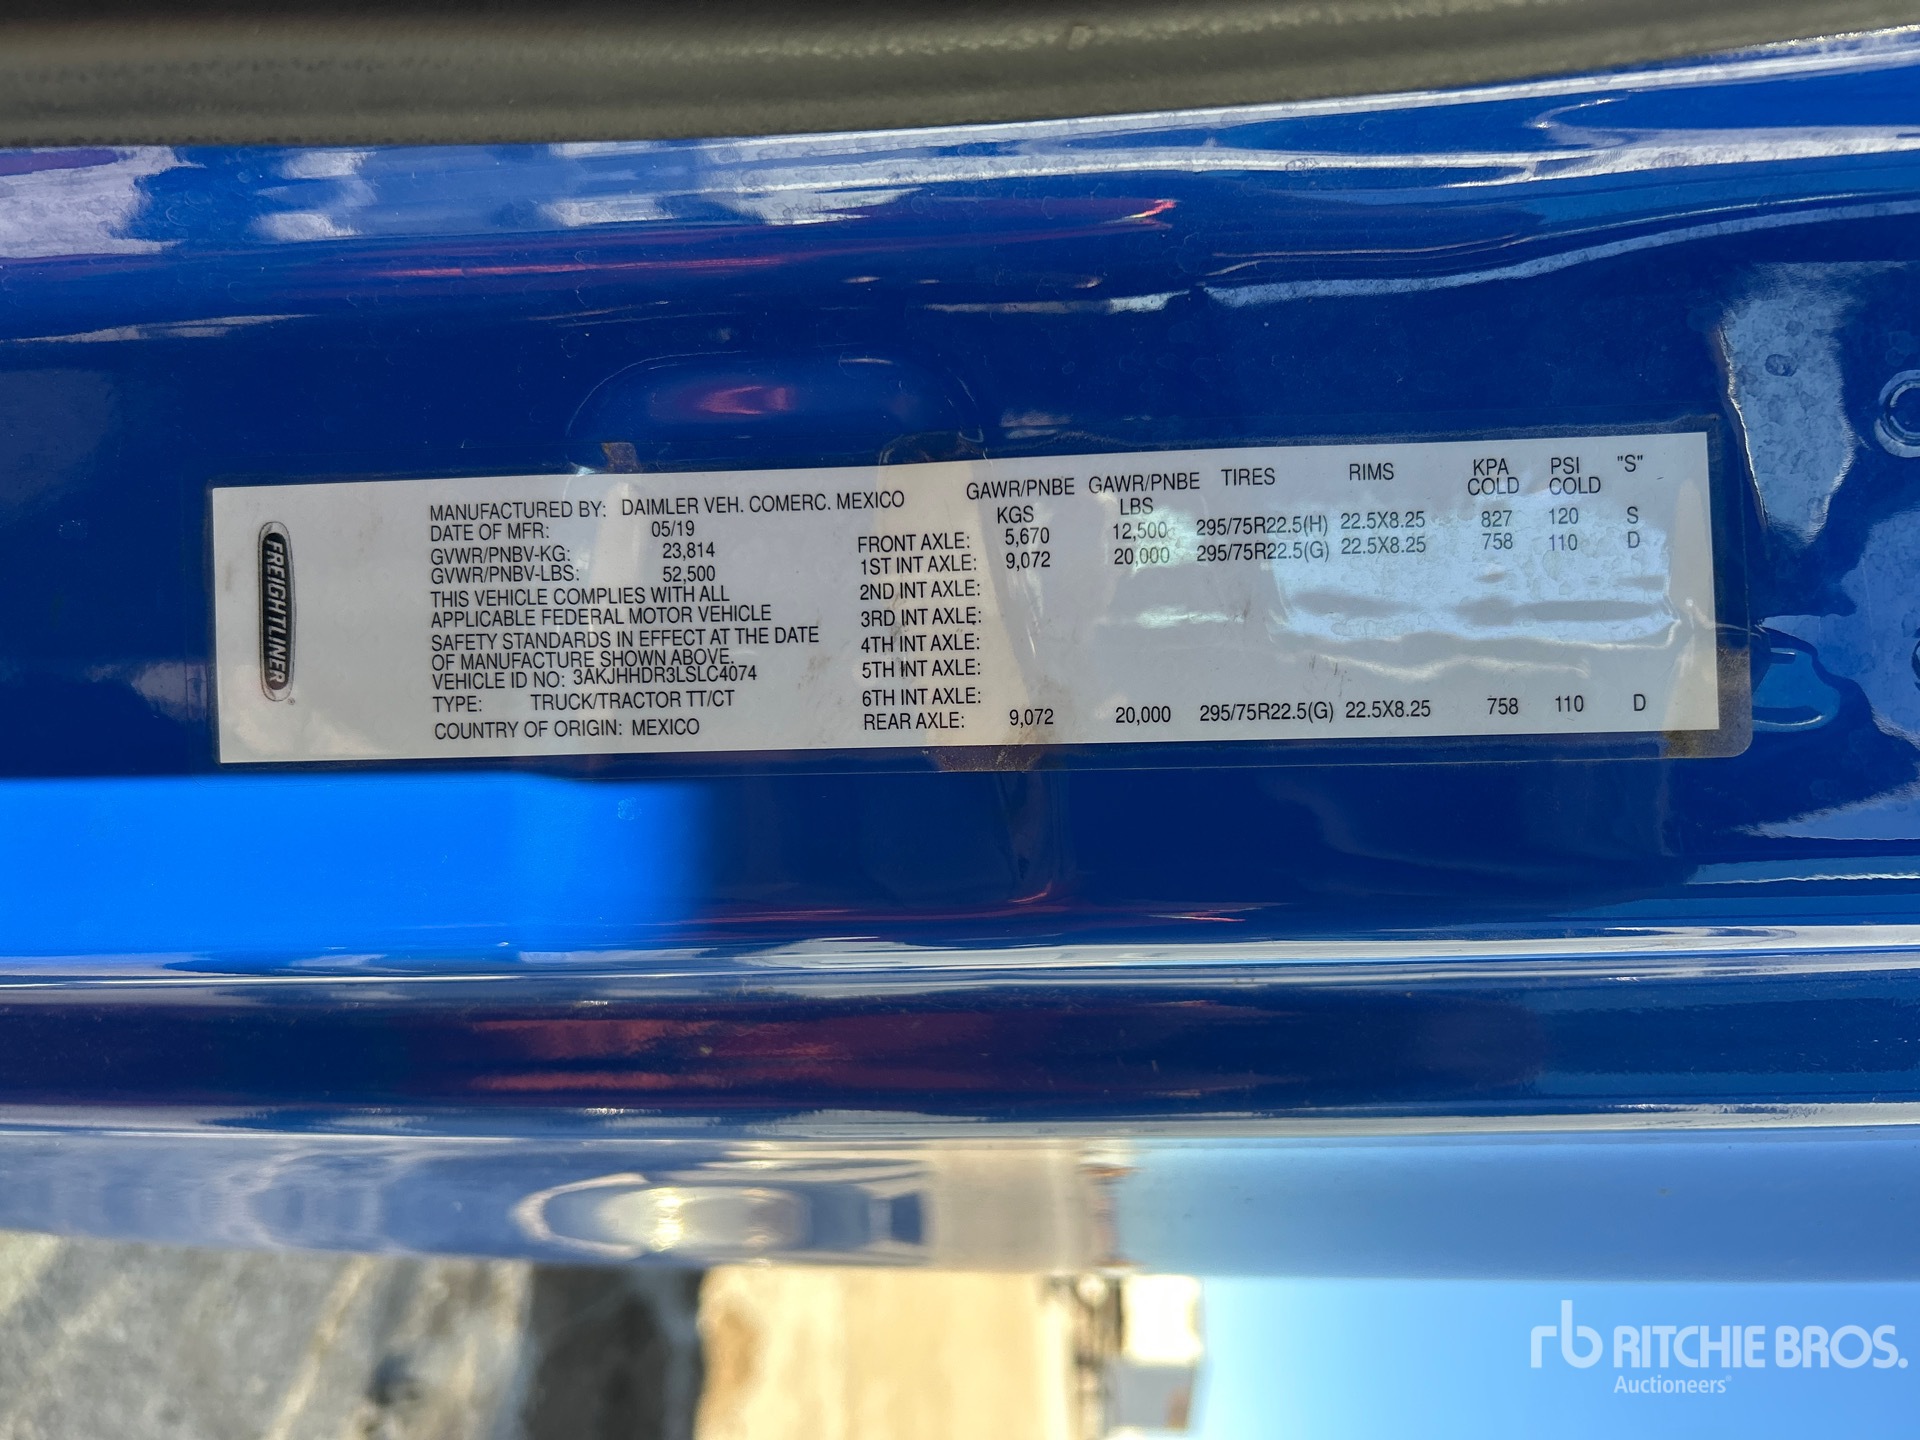 FREIGHTLINER
MANUFACTURED BY: DAIMLER VEH. COMERC. MEXICO
DATE OF MFR: 05/19
GVWR/PNBV-KG: 23,814
GVWR/PNBV-LBS: 52,500
THIS VEHICLE COMPLIES WITH ALL
APPLICABLE FEDERAL MOTOR VEHICLE
SAFETY STANDARDS IN EFFECT AT THE DATE
OF MANUFACTURE SHOWN ABOVE.
VEHICLE ID NO: 3AKJHHDR3LSLC4074
TYPE: TRUCK/TRACTOR TT/CT
COUNTRY OF ORIGIN: MEXICO
GAWR/PNBE KGS GAWR/PNBE LBS TIRES RIMS KPA COLD PSI COLD "S"
FRONT AXLE: 5,670 12,500 295/75R22.5(H) 22.5X8.25 827 120 S
1ST INT AXLE: 9,072 20,000 295/75R22.5(G) 22.5X8.25 758 110 D
2ND INT AXLE:
3RD INT AXLE:
4TH INT AXLE:
5TH INT AXLE:
6TH INT AXLE:
REAR AXLE: 9,072 20,000 295/75R22.5(G) 22.5X8.25 758 110 D
rb RITCHIE BROS.
Auctioneers